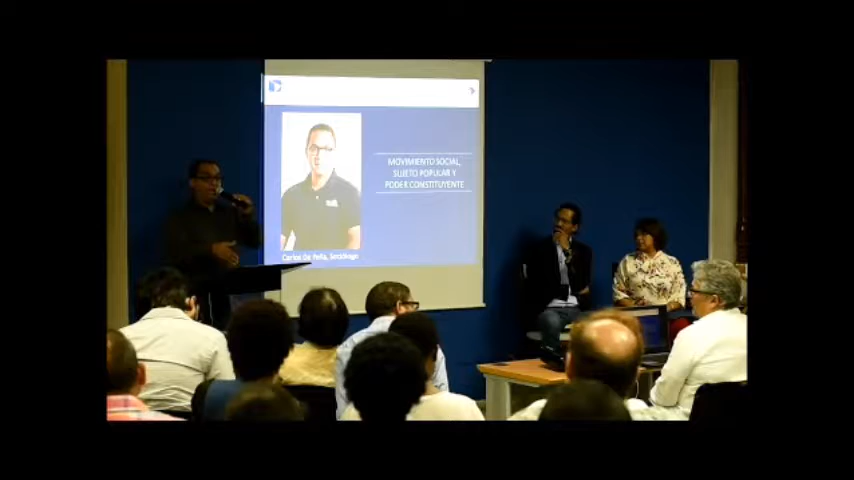 MOVIMIENTO SOCIAL,
SUJETO POPULAR Y
PODER CONSTITUYENTE
Carlos De Peña, Sociólogo